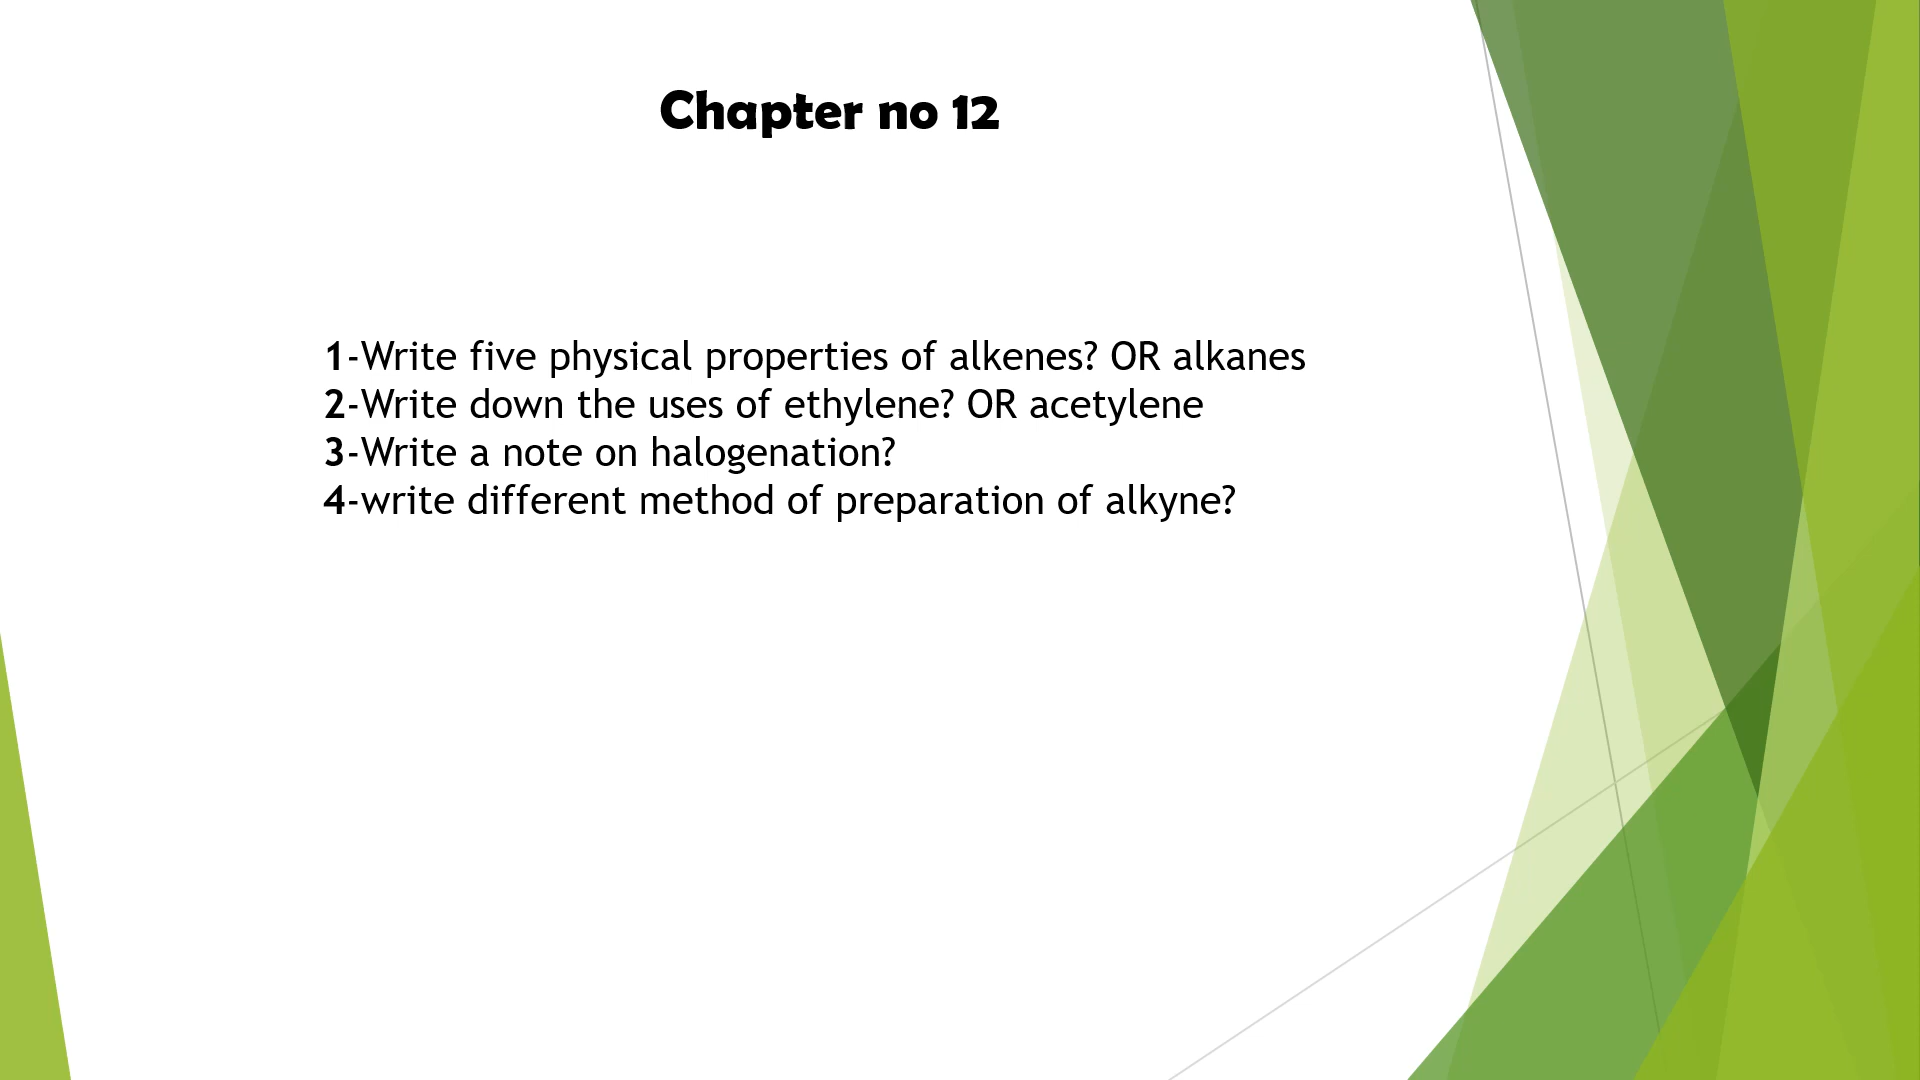 Chapter no 12
1-Write five physical properties of alkenes? OR alkanes
2-Write down the uses of ethylene? OR acetylene
3-Write a note on halogenation?
4-write different method of preparation of alkyne?